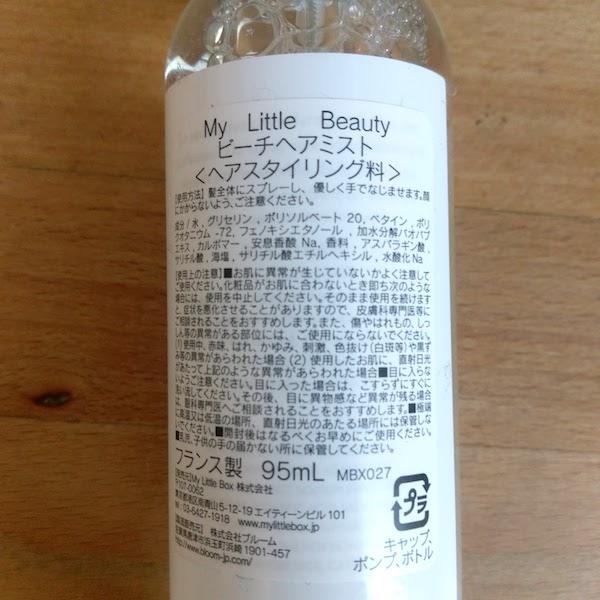 My Little Beauty
ビーチヘアミスト
＜ヘアスタイリング料＞
【使用方法】髪全体にスプレーし、優しく手でなじませます。顔
にかからないよう、ご注意ください。
成分 / 水 , グリセリン , ポリソルベート 20, ベタイン , ポリ
クオタニウム -72, フェノキシエタノール , 加水分解バオバブ
エキス , カルボマー , 安息香酸 Na, 香料 , アスパラギン酸 ,
サリチル酸 , 海塩 , サリチル酸エチルヘキシル , 水酸化 Na
【使用上の注意】■お肌に異常が生じていないかよく注意して
ご使用ください。化粧品がお肌に合わないとき即ち次のような
場合には、使用を中止してください。そのまま使用を続けます
と、症状を悪化させることがありますので、皮膚科専門医等に
ご相談されることをおすすめします。また、傷やはれもの、しっ
しん等の異常がある部位には、ご使用にならないでください。
(1) 使用中、赤味、はれ、かゆみ、刺激、色抜け(白斑等)や黒ず
み等の異常があらわれた場合 (2) 使用したお肌に、直射日光
があたって上記のような異常があらわれた場合■目に入らな
いようご注意ください。目に入った場合は、こすらずにすぐに
洗い流してください。その後、目に異物感など異常が残る場合
は、眼科専門医へご相談されることをおすすめします。■極端
に高温又は低温の場所、直射日光のあたる場所には保管しな
いでください。■開封後はなるべくお早めにご使用ください。
■乳児、子供の手の届かない所に保管してください。
フランス製 95mL MBX027
【発売元】My Little Box 株式会社
〒107-0062
東京都港区南青山 5-12-19 エイティーンビル 101
☎ 03-6427-1918 www.mylittlebox.jp
株式会社ブルーム
佐賀県唐津市浜玉町浜崎 1901-457
http://www.bloom-jp.com/
プラ
キャップ、
ポンプ、ボトル